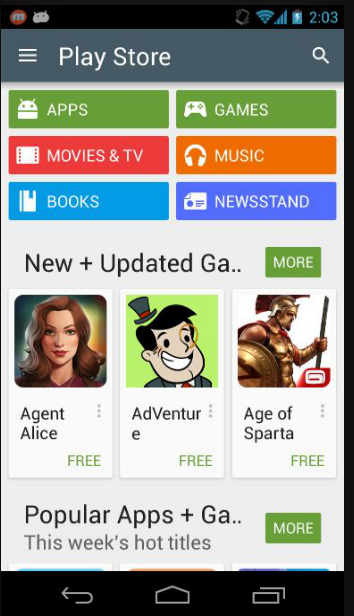 2:03
Play Store
APPS
GAMES
MOVIES & TV
MUSIC
BOOKS
NEWSSTAND
New + Updated Ga..
MORE
Agent
Alice
FREE
AdVentur
e
FREE
Age of
Sparta
FREE
Popular Apps + Ga..
This week's hot titles
MORE